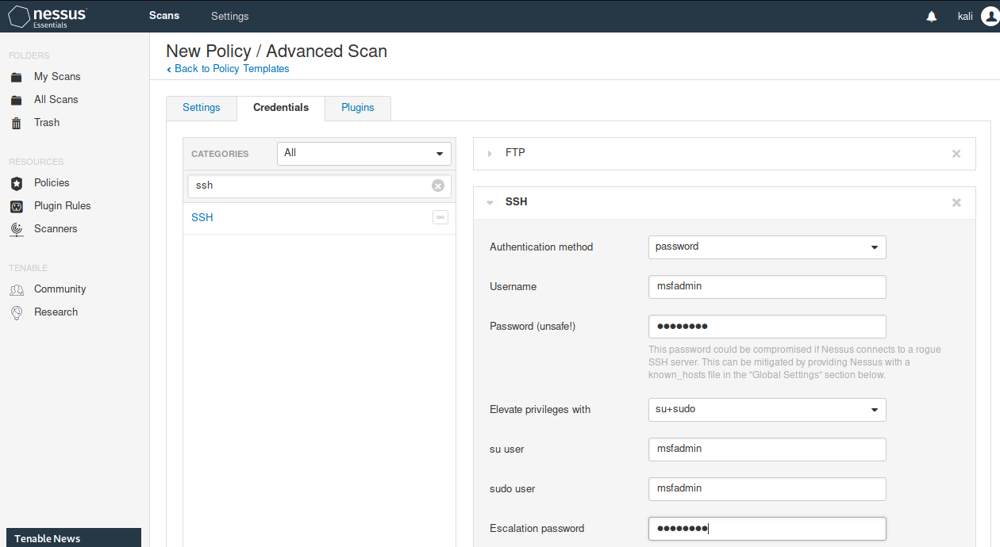 nessus
Essentials
Scans
Settings
kali
FOLDERS
My Scans
All Scans
Trash
RESOURCES
Policies
Plugin Rules
Scanners
TENABLE
Community
Research
Tenable News
New Policy / Advanced Scan
‹ Back to Policy Templates
Settings
Credentials
Plugins
CATEGORIES
All
ssh
SSH
∞
FTP
SSH
Authentication method
password
Username
msfadmin
Password (unsafe!)
●●●●●●●●
This password could be compromised if Nessus connects to a rogue
SSH server. This can be mitigated by providing Nessus with a
known_hosts file in the "Global Settings" section below.
Elevate privileges with
su+sudo
su user
msfadmin
sudo user
msfadmin
Escalation password
●●●●●●●●